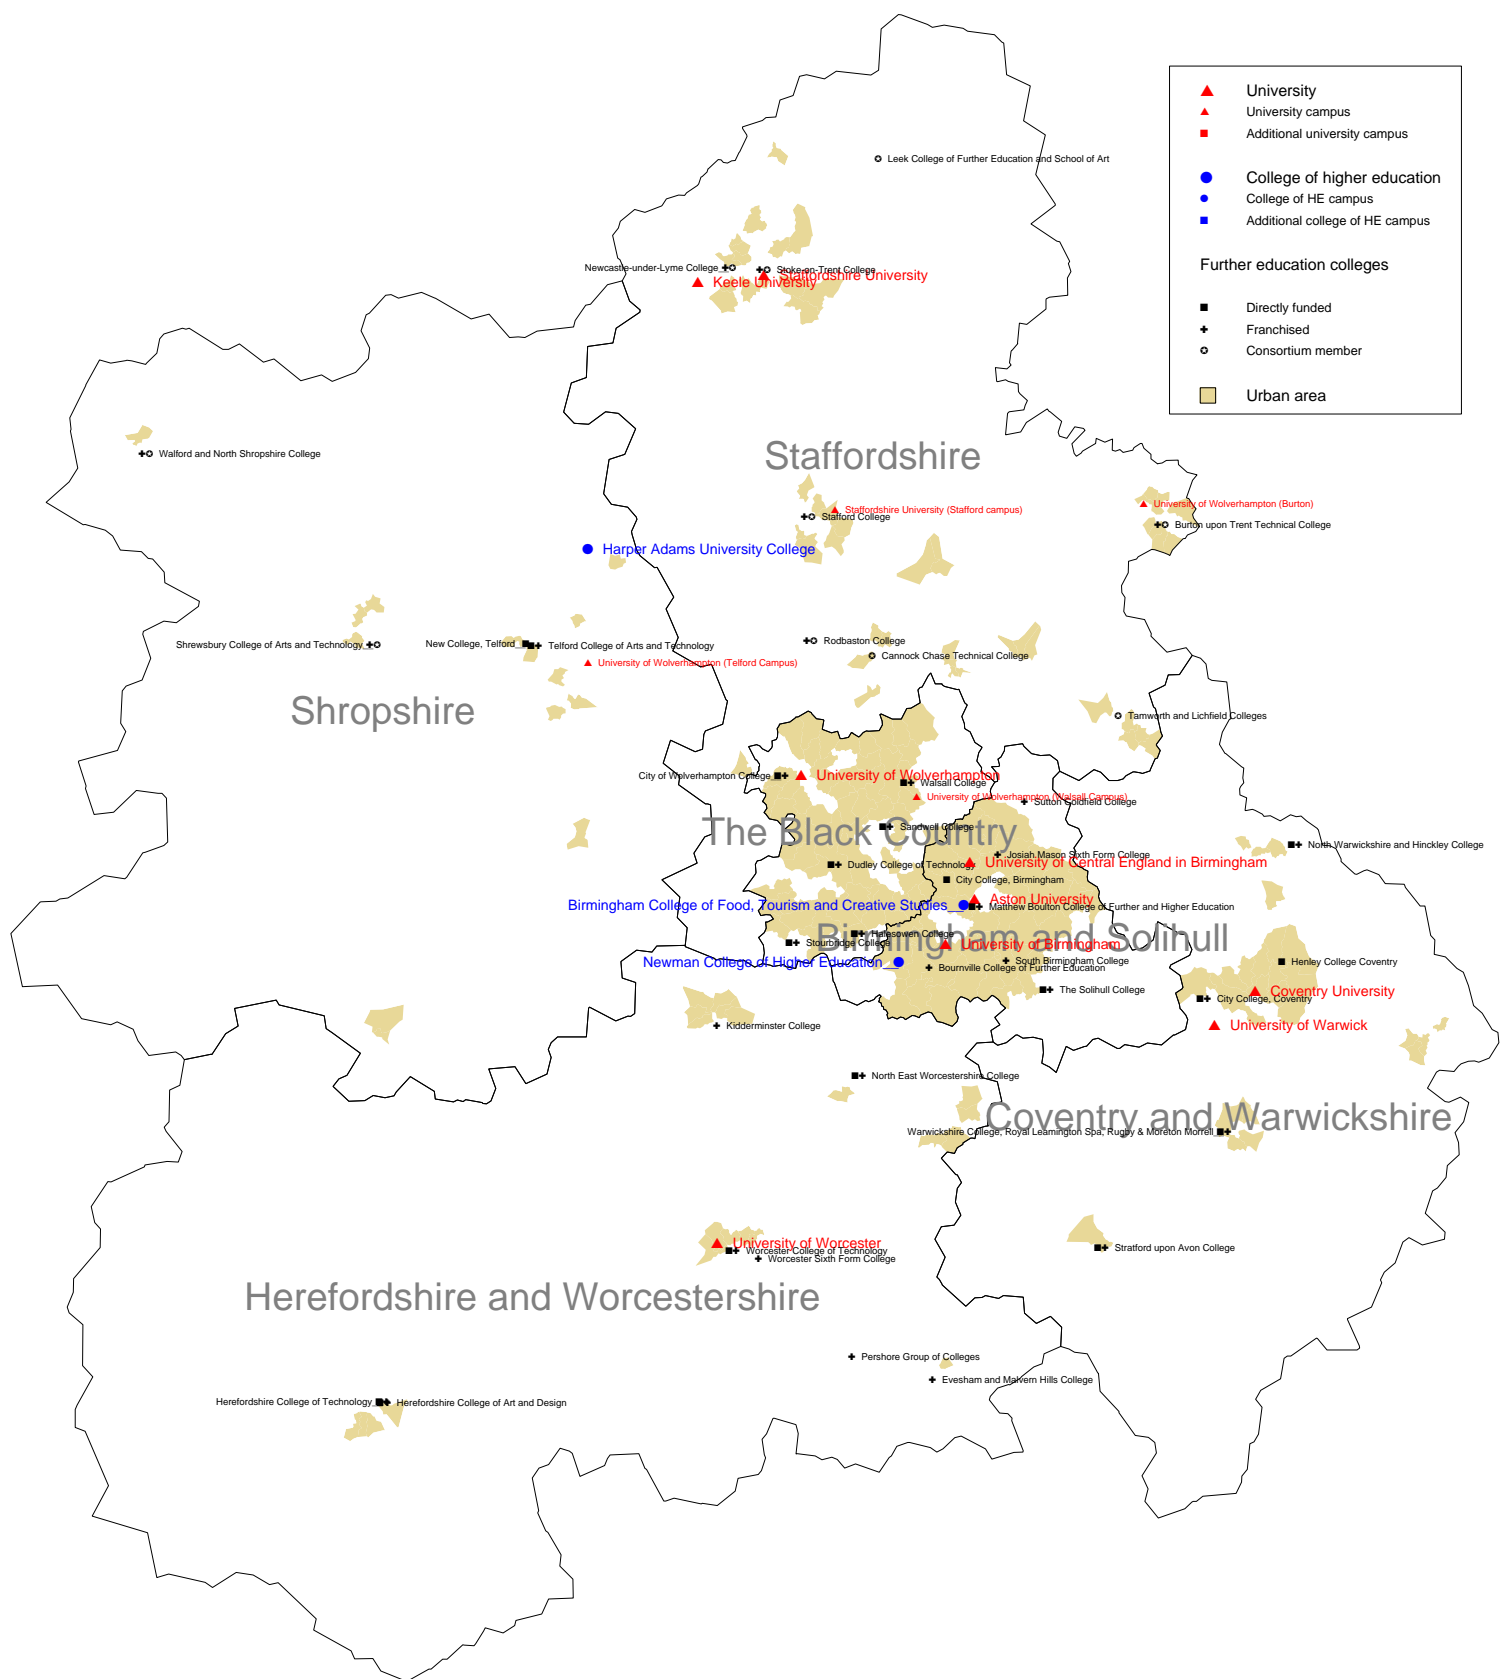 University
University campus
Additional university campus
College of higher education
College of HE campus
Additional college of HE campus
Further education colleges
Directly funded
Franchised
Consortium member
Urban area
Leek College of Further Education and School of Art
Newcastle-under-Lyme College
Stoke-on-Trent College
Staffordshire University
Keele University
Staffordshire
Walford and North Shropshire College
University of Wolverhampton (Burton)
Staffordshire University (Stafford campus)
Stafford College
Burton upon Trent Technical College
Harper Adams University College
Rodbaston College
Shrewsbury College of Arts and Technology
New College, Telford
Telford College of Arts and Technology
Cannock Chase Technical College
University of Wolverhampton (Telford Campus)
Shropshire
Tamworth and Lichfield Colleges
City of Wolverhampton College
University of Wolverhampton
Walsall College
University of Wolverhampton (Walsall Campus)
Sutton Coldfield College
Sandwell College
The Black Country
North Warwickshire and Hinckley College
Josiah Mason Sixth Form College
University of Central England in Birmingham
Dudley College of Technology
City College, Birmingham
Aston University
Birmingham College of Food, Tourism and Creative Studies
Matthew Boulton College of Further and Higher Education
Halesowen College
Birmingham and Solihull
Stourbridge College
University of Birmingham
Newman College of Higher Education
South Birmingham College
Henley College Coventry
Bournville College of Further Education
The Solihull College
Coventry University
City College, Coventry
University of Warwick
Kidderminster College
North East Worcestershire College
Coventry and Warwickshire
Warwickshire College, Royal Leamington Spa, Rugby & Moreton Morrell
University of Worcester
Worcester College of Technology
Worcester Sixth Form College
Stratford upon Avon College
Herefordshire and Worcestershire
Pershore Group of Colleges
Evesham and Malvern Hills College
Herefordshire College of Technology
Herefordshire College of Art and Design